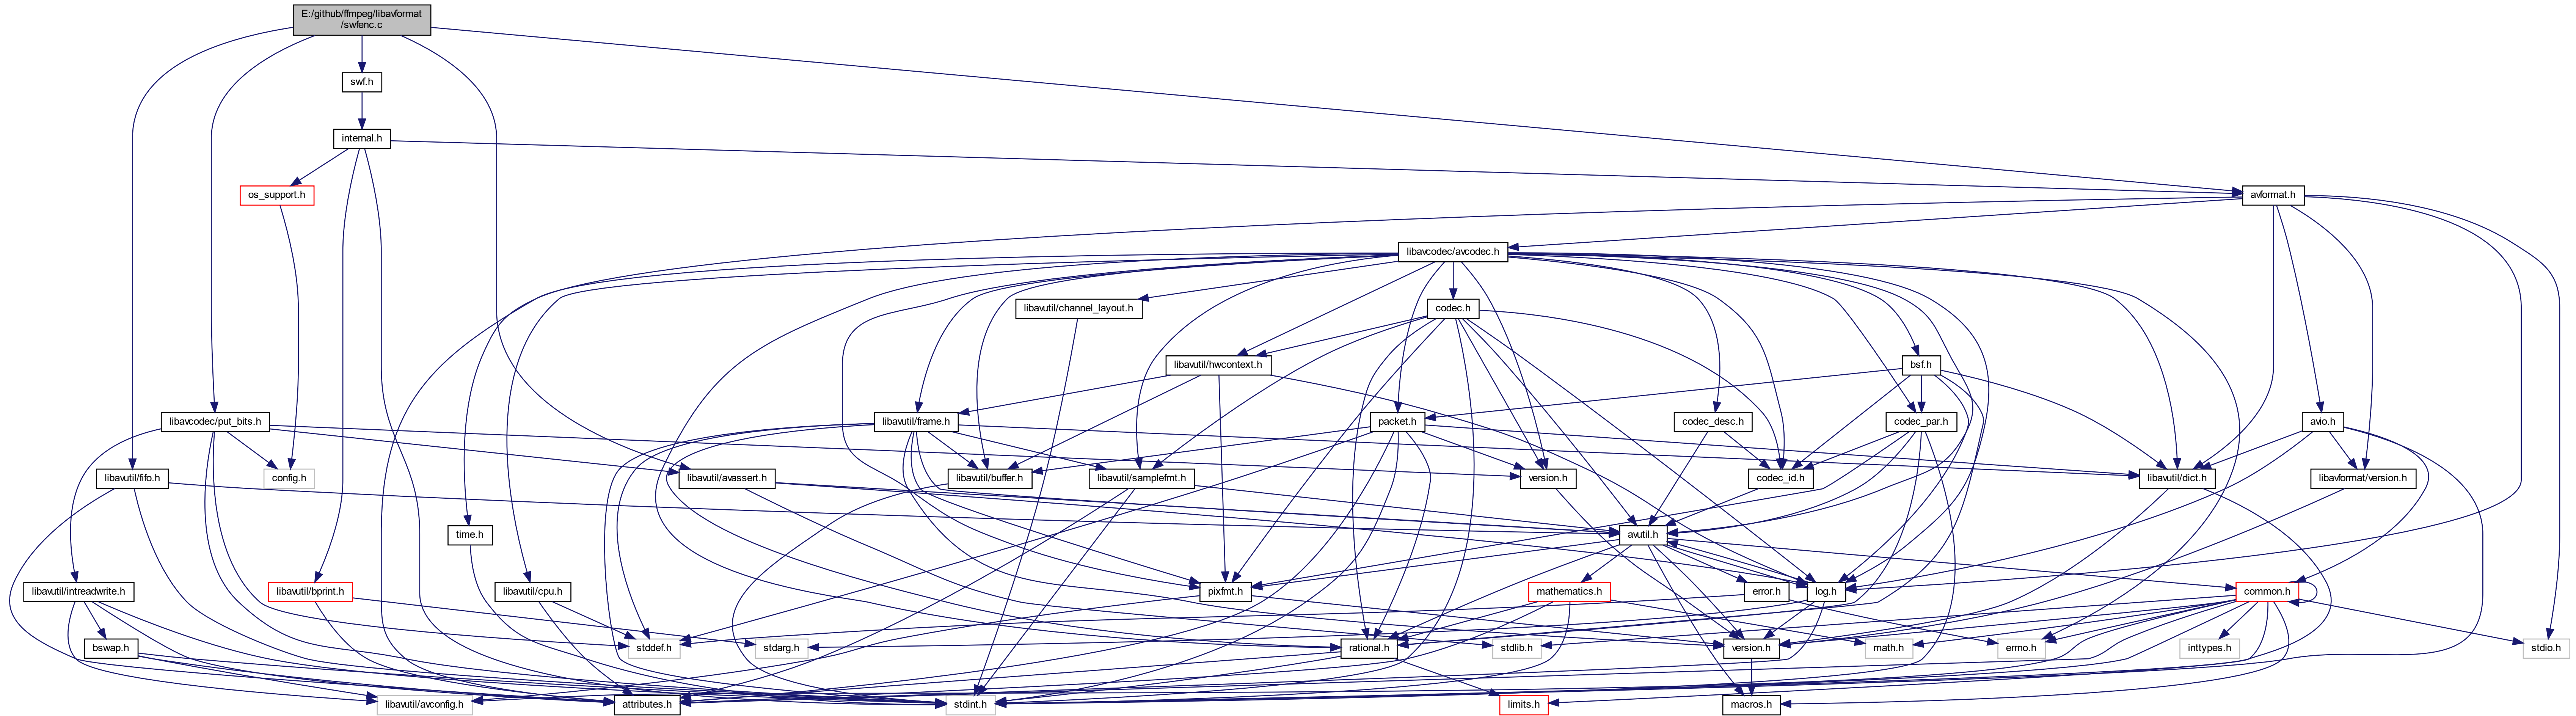 E:/github/ffmpeg/libavformat
/swfenc.c
swf.h
internal.h
os_support.h
avformat.h
libavcodec/avcodec.h
libavutil/channel_layout.h
codec.h
libavutil/hwcontext.h
bsf.h
libavcodec/put_bits.h
libavutil/frame.h
packet.h
codec_desc.h
codec_par.h
avio.h
libavutil/fifo.h
config.h
libavutil/avassert.h
libavutil/buffer.h
libavutil/samplefmt.h
version.h
codec_id.h
libavutil/dict.h
libavformat/version.h
time.h
avutil.h
libavutil/intreadwrite.h
libavutil/bprint.h
libavutil/cpu.h
pixfmt.h
mathematics.h
error.h
log.h
common.h
bswap.h
stddef.h
stdarg.h
stdlib.h
rational.h
version.h
math.h
errno.h
inttypes.h
stdio.h
libavutil/avconfig.h
attributes.h
stdint.h
limits.h
macros.h